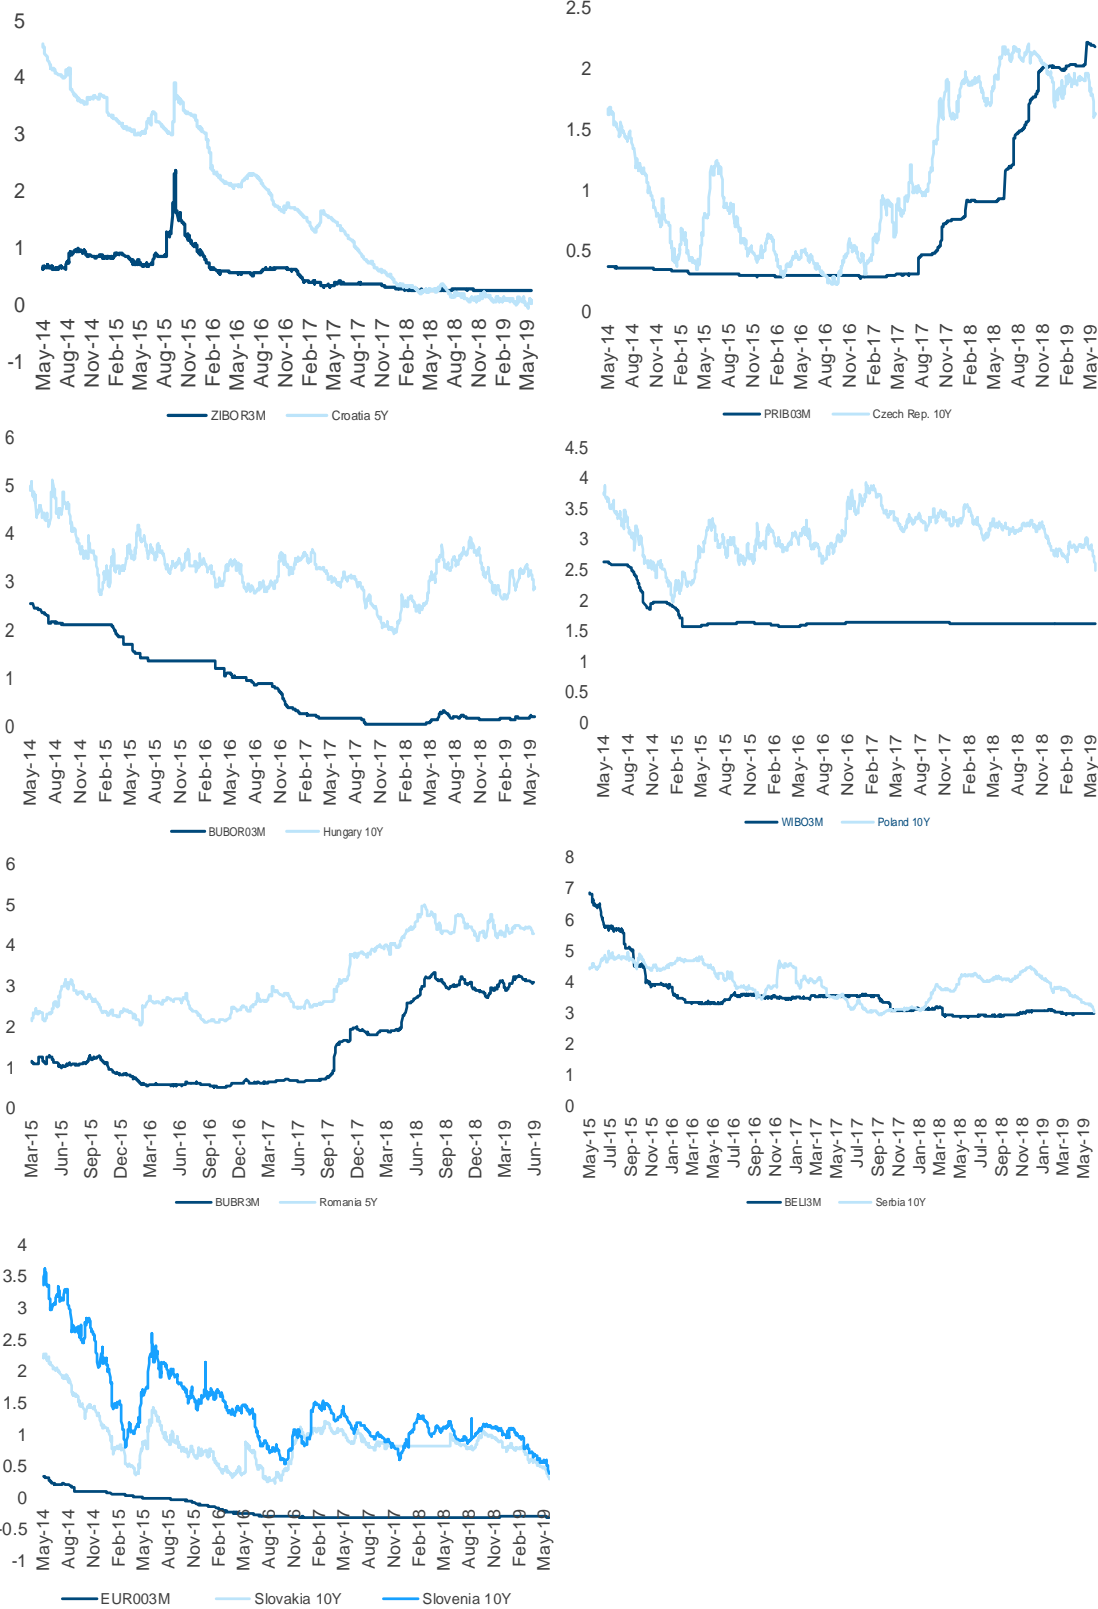 5
4
3
2
1
0
-1
May-14
Aug-14
Nov-14
Feb-15
May-15
Aug-15
Nov-15
Feb-16
May-16
Aug-16
Nov-16
Feb-17
May-17
Aug-17
Nov-17
Feb-18
May-18
Aug-18
Nov-18
Feb-19
May-19
ZIBOR3M Croatia 5Y
2.5
2
1.5
1
0.5
0
May-14
Aug-14
Nov-14
Feb-15
May-15
Aug-15
Nov-15
Feb-16
May-16
Aug-16
Nov-16
Feb-17
May-17
Aug-17
Nov-17
Feb-18
May-18
Aug-18
Nov-18
Feb-19
May-19
PRIB03M Czech Rep. 10Y
6
5
4
3
2
1
0
May-14
Aug-14
Nov-14
Feb-15
May-15
Aug-15
Nov-15
Feb-16
May-16
Aug-16
Nov-16
Feb-17
May-17
Aug-17
Nov-17
Feb-18
May-18
Aug-18
Nov-18
Feb-19
May-19
BUBOR03M Hungary 10Y
4.5
4
3.5
3
2.5
2
1.5
1
0.5
0
May-14
Aug-14
Nov-14
Feb-15
May-15
Aug-15
Nov-15
Feb-16
May-16
Aug-16
Nov-16
Feb-17
May-17
Aug-17
Nov-17
Feb-18
May-18
Aug-18
Nov-18
Feb-19
May-19
WIBO3M Poland 10Y
6
5
4
3
2
1
0
Mar-15
Jun-15
Sep-15
Dec-15
Mar-16
Jun-16
Sep-16
Dec-16
Mar-17
Jun-17
Sep-17
Dec-17
Mar-18
Jun-18
Sep-18
Dec-18
Mar-19
Jun-19
BUBR3M Romania 5Y
8
7
6
5
4
3
2
1
0
May-15
Jul-15
Sep-15
Nov-15
Jan-16
Mar-16
May-16
Jul-16
Sep-16
Nov-16
Jan-17
Mar-17
May-17
Jul-17
Sep-17
Nov-17
Jan-18
Mar-18
May-18
Jul-18
Sep-18
Nov-18
Jan-19
Mar-19
May-19
BELI3M Serbia 10Y
4
3.5
3
2.5
2
1.5
1
0.5
0
-0.5
-1
May-14
Aug-14
Nov-14
Feb-15
May-15
Aug-15
Nov-15
Feb-16
May-16
Aug-16
Nov-16
Feb-17
May-17
Aug-17
Nov-17
Feb-18
May-18
Aug-18
Nov-18
Feb-19
May-19
EUR003M Slovakia 10Y Slovenia 10Y